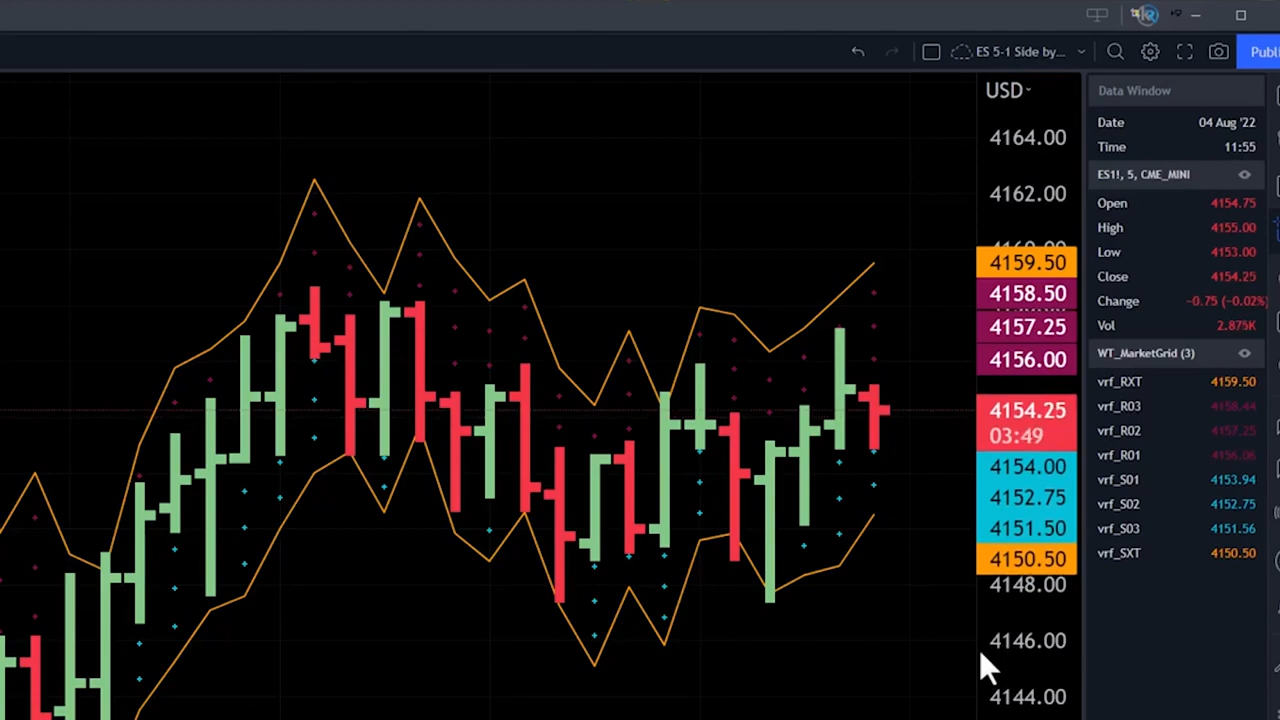 ES 5-1 Side by...
Publ
USD
4164.00
4162.00
4159.50
4158.50
4157.25
4156.00
4154.25
03:49
4154.00
4152.75
4151.50
4150.50
4148.00
4146.00
4144.00
Data Window
Date 04 Aug '22
Time 11:55
ES1!, 5, CME_MINI
Open 4154.75
High 4155.00
Low 4153.00
Close 4154.25
Change -0.75 (-0.02%)
Vol 2.875K
WT_MarketGrid (3)
vrf_RXT 4159.50
vrf_R03 4158.44
vrf_R02 4157.25
vrf_R01 4156.06
vrf_S01 4153.94
vrf_S02 4152.75
vrf_S03 4151.56
vrf_SXT 4150.50